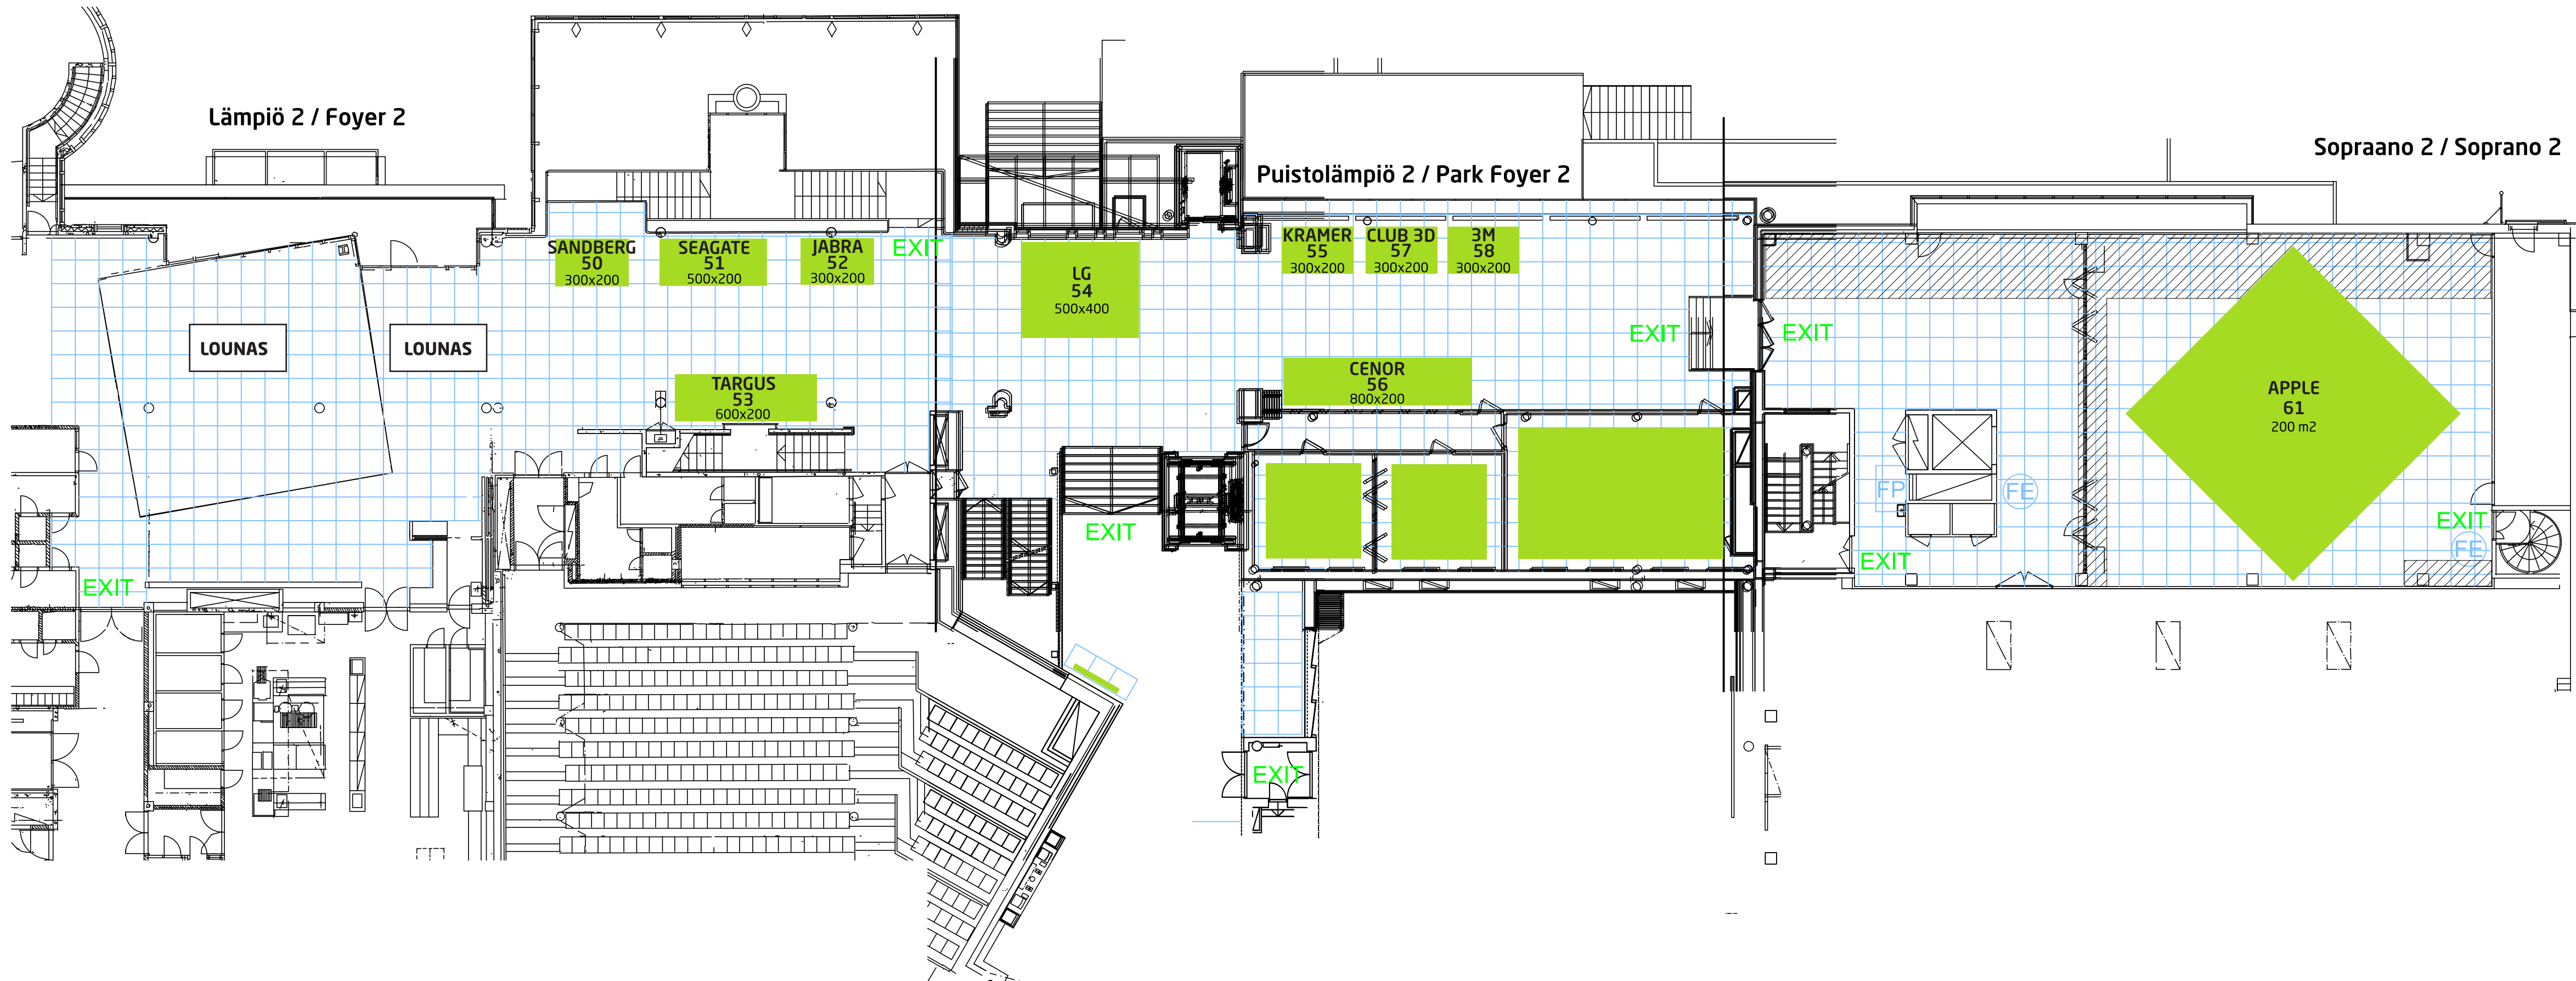 Lämpiö 2 / Foyer 2
Puistolämpiö 2 / Park Foyer 2
Sopraano 2 / Soprano 2
SANDBERG
50
300x200
SEAGATE
51
500x200
JABRA
52
300x200
EXIT
LG
54
500x400
KRAMER
55
300x200
CLUB 3D
57
300x200
3M
58
300x200
LOUNAS
LOUNAS
EXIT
EXIT
TARGUS
53
600x200
CENOR
56
800x200
APPLE
61
200 m2
FP
FE
EXIT
EXIT
FE
EXIT
EXIT
EXIT